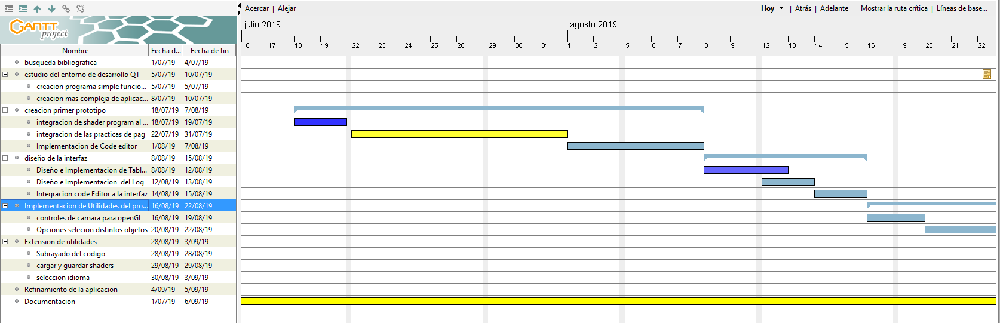 Acercar | Alejar Hoy | Atrás | Adelante Mostrar la ruta crítica | Líneas de base...
GANTT project
julio 2019 agosto 2019
16 17 18 19 22 23 24 25 26 29 30 31 1 2 5 6 7 8 9 12 13 14 16 19 20 21 22
Nombre Fecha d... Fecha de fin
busqueda bibliografica 1/07/19 4/07/19
estudio del entorno de desarrollo QT 5/07/19 10/07/19
creacion programa simple funcio... 5/07/19 5/07/19
creacion mas compleja de aplicac... 8/07/19 10/07/19
creacion primer prototipo 18/07/19 7/08/19
integracion de shader program al ... 18/07/19 19/07/19
integracion de las practicas de pag 22/07/19 31/07/19
Implementacion de Code editor 1/08/19 7/08/19
diseño de la interfaz 8/08/19 15/08/19
Diseño e Implementacion de Tabl... 8/08/19 12/08/19
Diseño e Implementacion del Log 12/08/19 13/08/19
Integracion code Editor a la interfaz 14/08/19 15/08/19
Implementacion de Utilidades del pro... 16/08/19 22/08/19
controles de camara para openGL 16/08/19 19/08/19
Opciones selecion distintos objetos 20/08/19 22/08/19
Extension de utilidades 28/08/19 3/09/19
Subrayado del codigo 28/08/19 28/08/19
cargar y guardar shaders 29/08/19 29/08/19
seleccion idioma 30/08/19 3/09/19
Refinamiento de la aplicacion 4/09/19 5/09/19
Documentacion 1/07/19 6/09/19